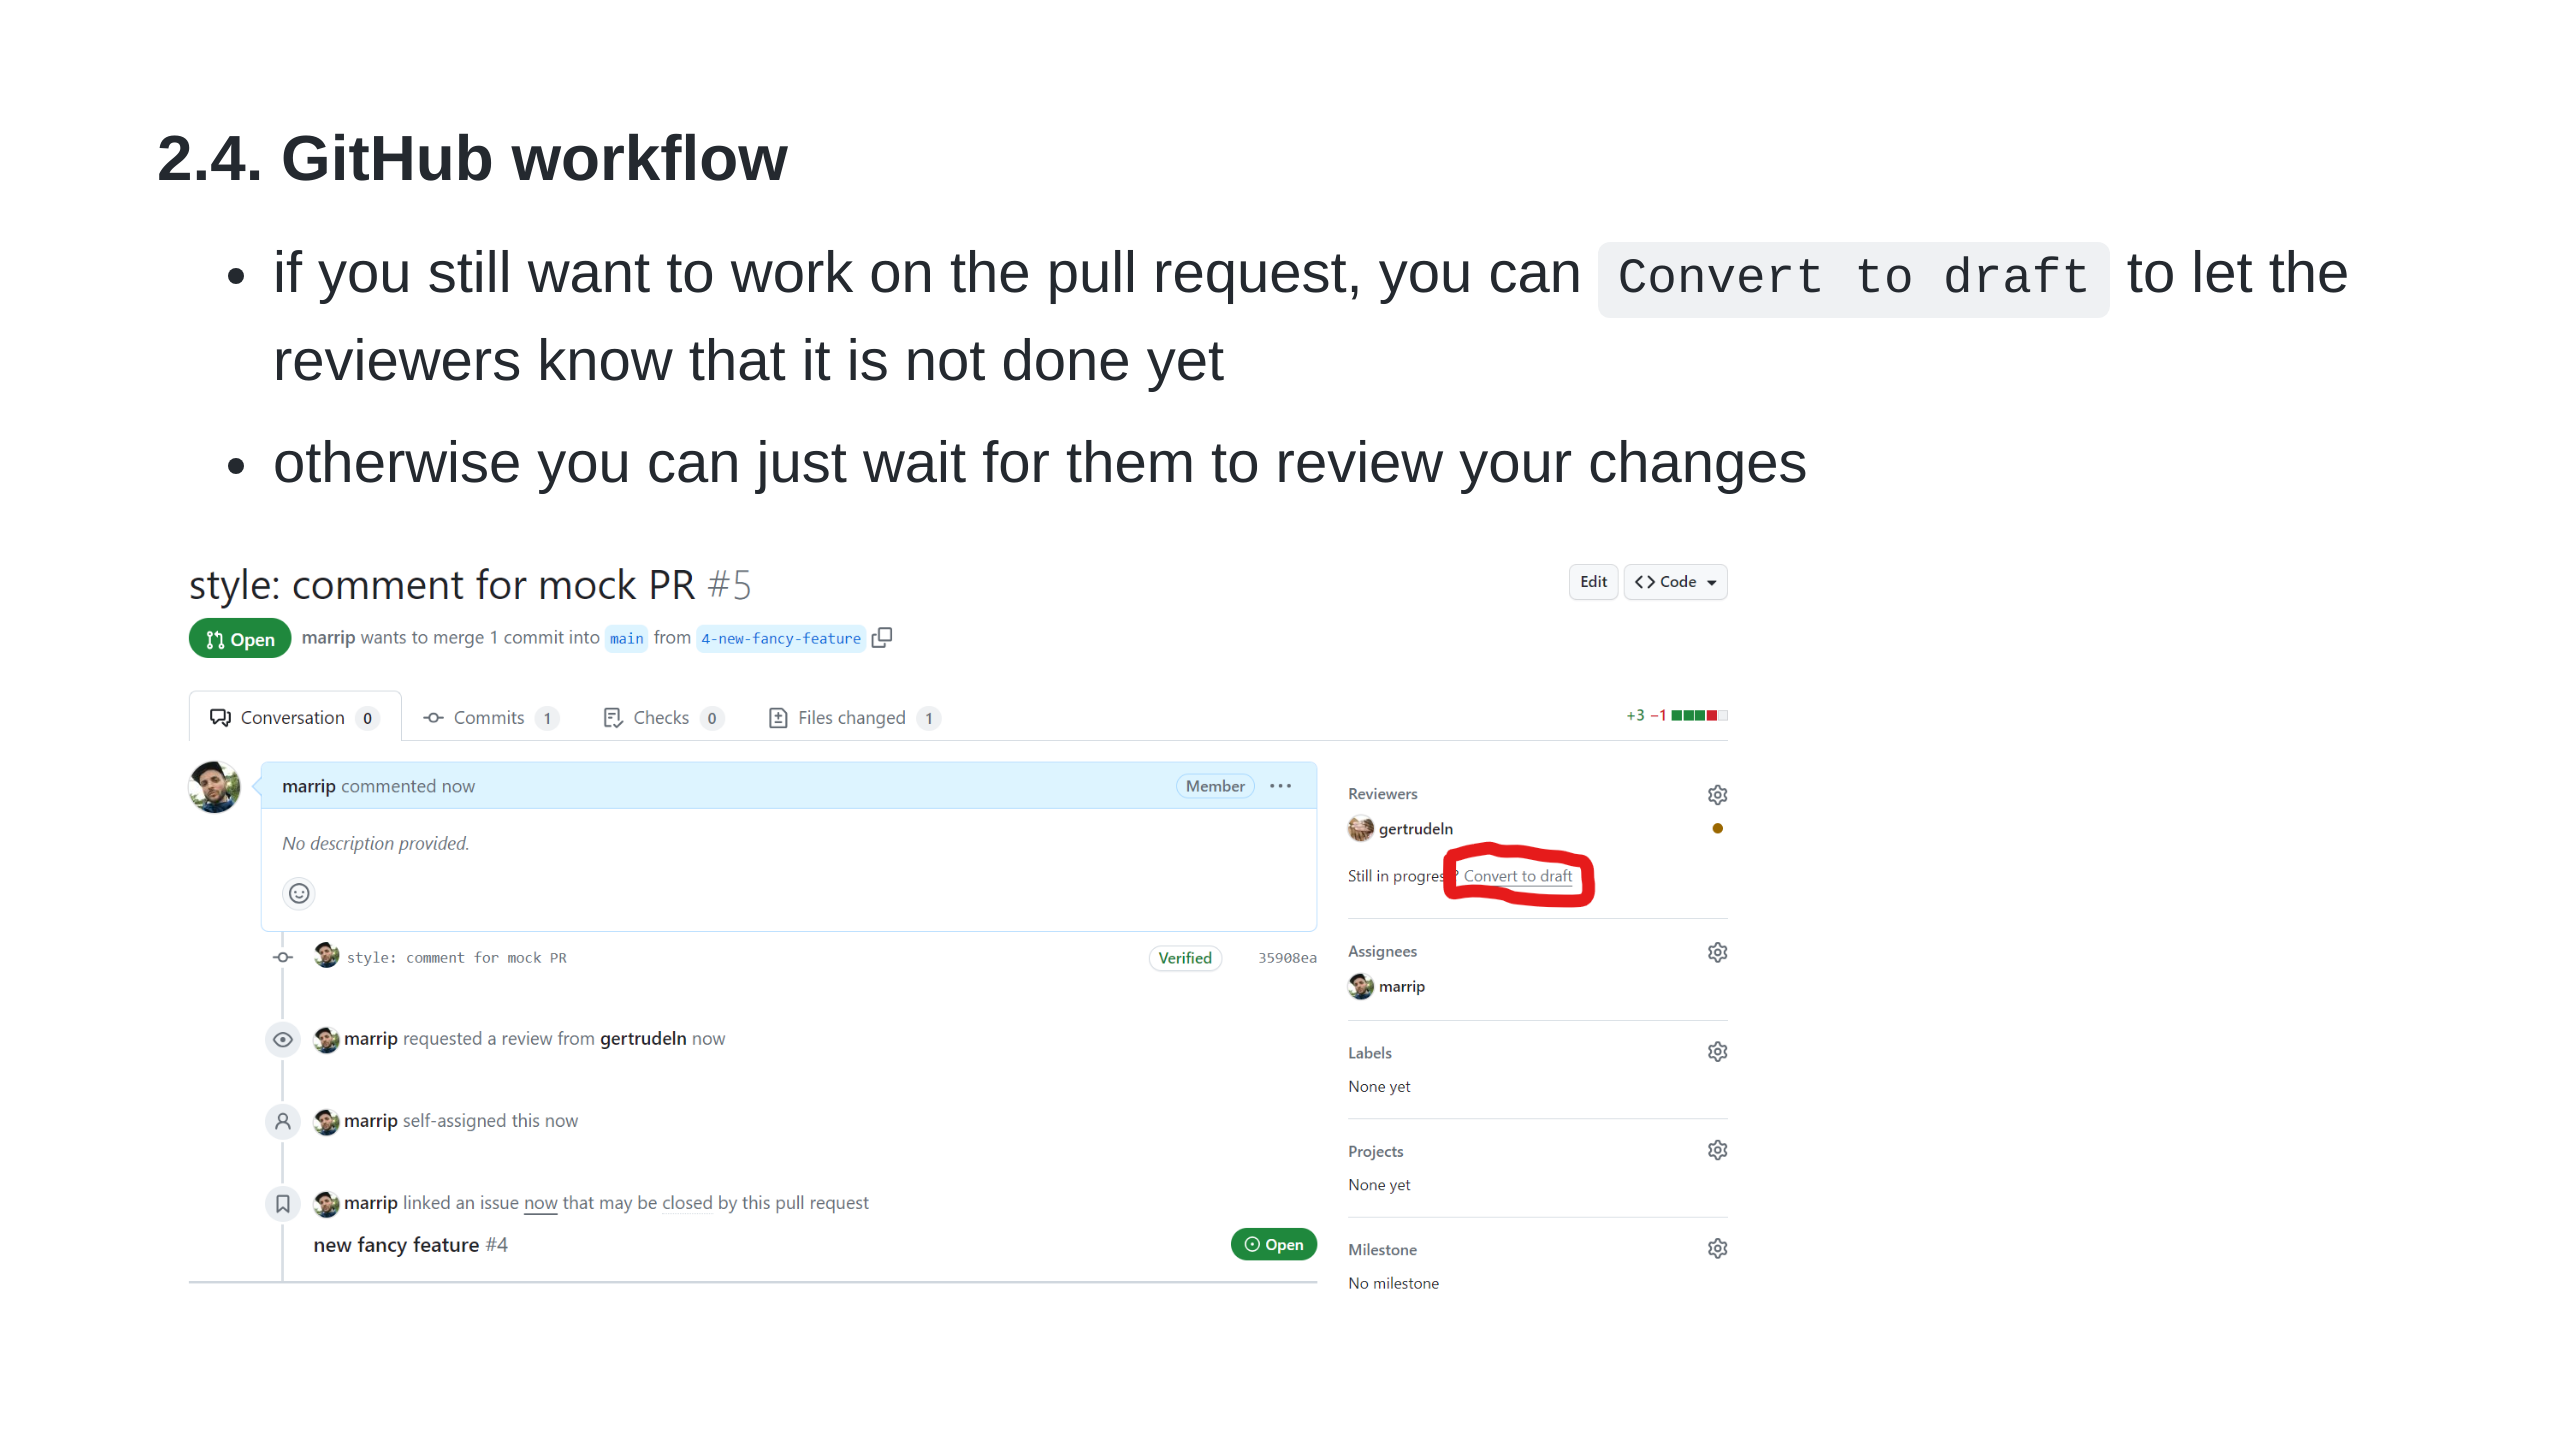 2.4. GitHub workflow
• if you still want to work on the pull request, you can Convert to draft to let the
reviewers know that it is not done yet
• otherwise you can just wait for them to review your changes
style: comment for mock PR #5
Edit
Code
Open
marrip wants to merge 1 commit into main from 4-new-fancy-feature
Conversation 0
Commits 1
Checks 0
Files changed 1
+3 −1
marrip commented now
Member
No description provided.
Reviewers
gertrudeln
Still in progres? Convert to draft
style: comment for mock PR
Verified
35908ea
Assignees
marrip
marrip requested a review from gertrudeln now
Labels
None yet
marrip self-assigned this now
Projects
None yet
marrip linked an issue now that may be closed by this pull request
new fancy feature #4
Open
Milestone
No milestone